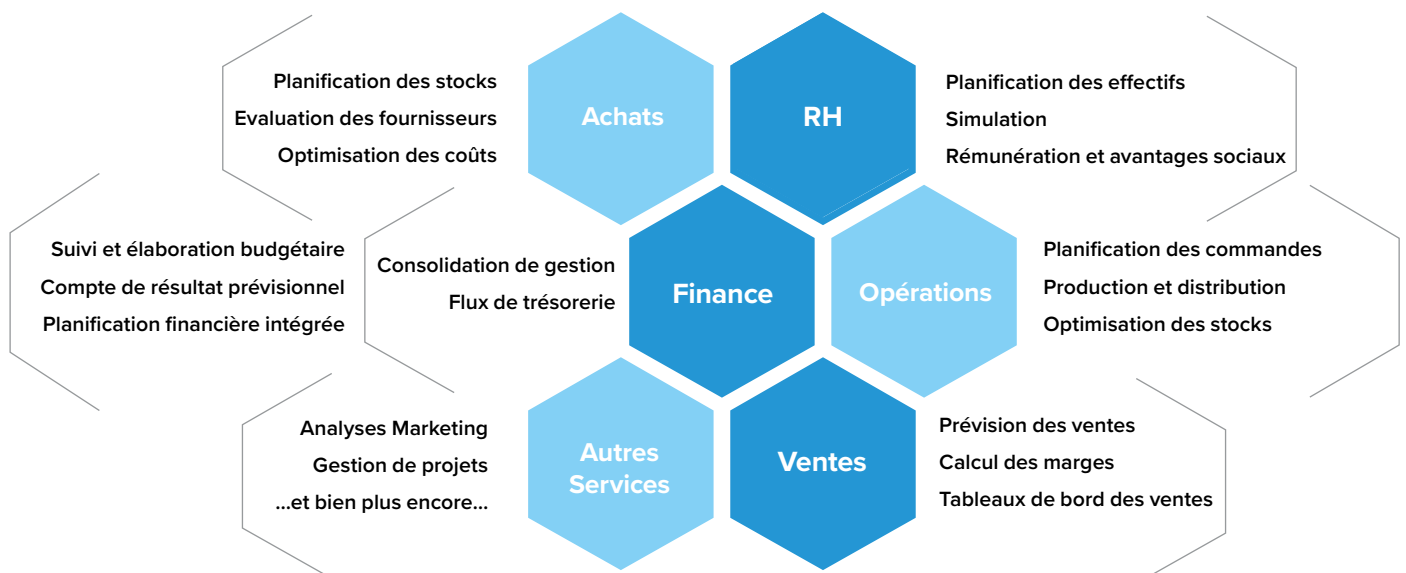 Planification des stocks
Evaluation des fournisseurs
Optimisation des coûts
Achats
RH
Planification des effectifs
Simulation
Rémunération et avantages sociaux
Suivi et élaboration budgétaire
Compte de résultat prévisionnel
Planification financière intégrée
Consolidation de gestion
Flux de trésorerie
Finance
Opérations
Planification des commandes
Production et distribution
Optimisation des stocks
Analyses Marketing
Gestion de projets
...et bien plus encore...
Autres
Services
Ventes
Prévision des ventes
Calcul des marges
Tableaux de bord des ventes